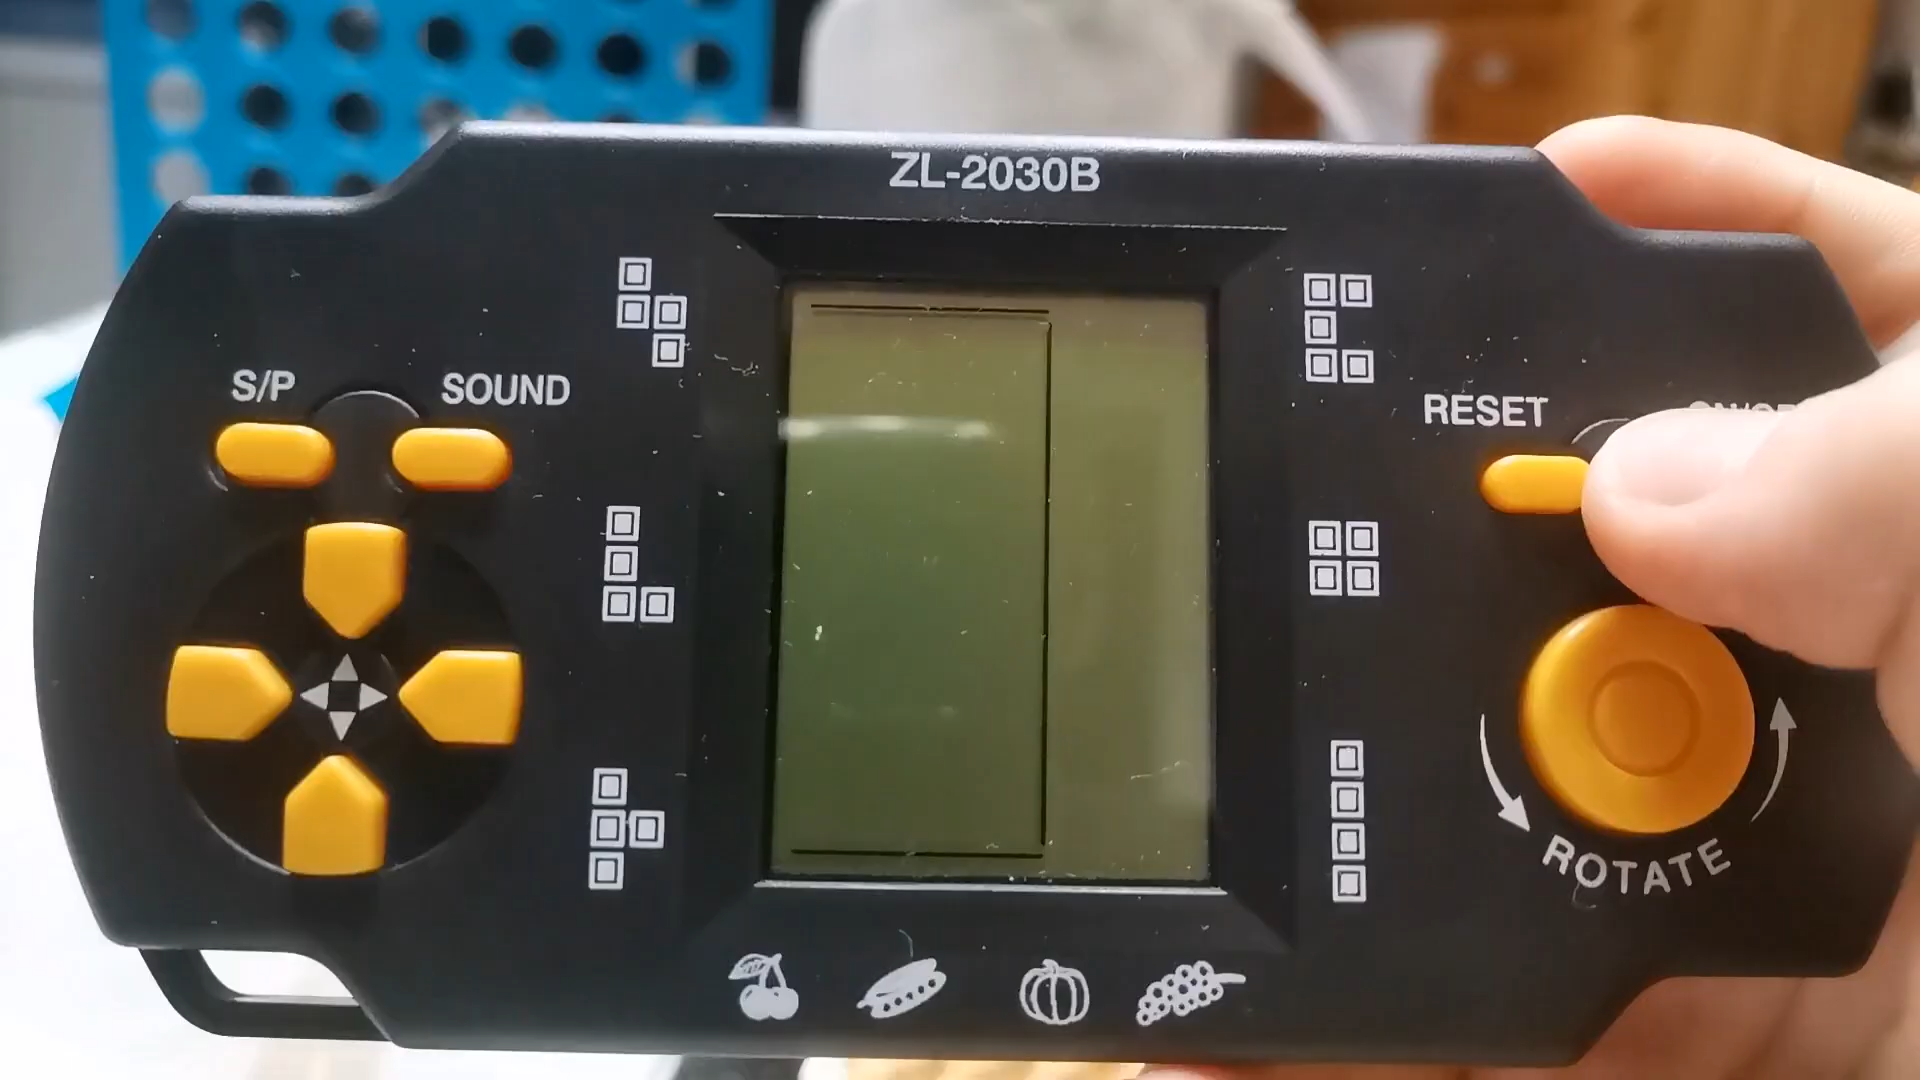 ZL-2030B
S/P
SOUND
RESET
ROTATE